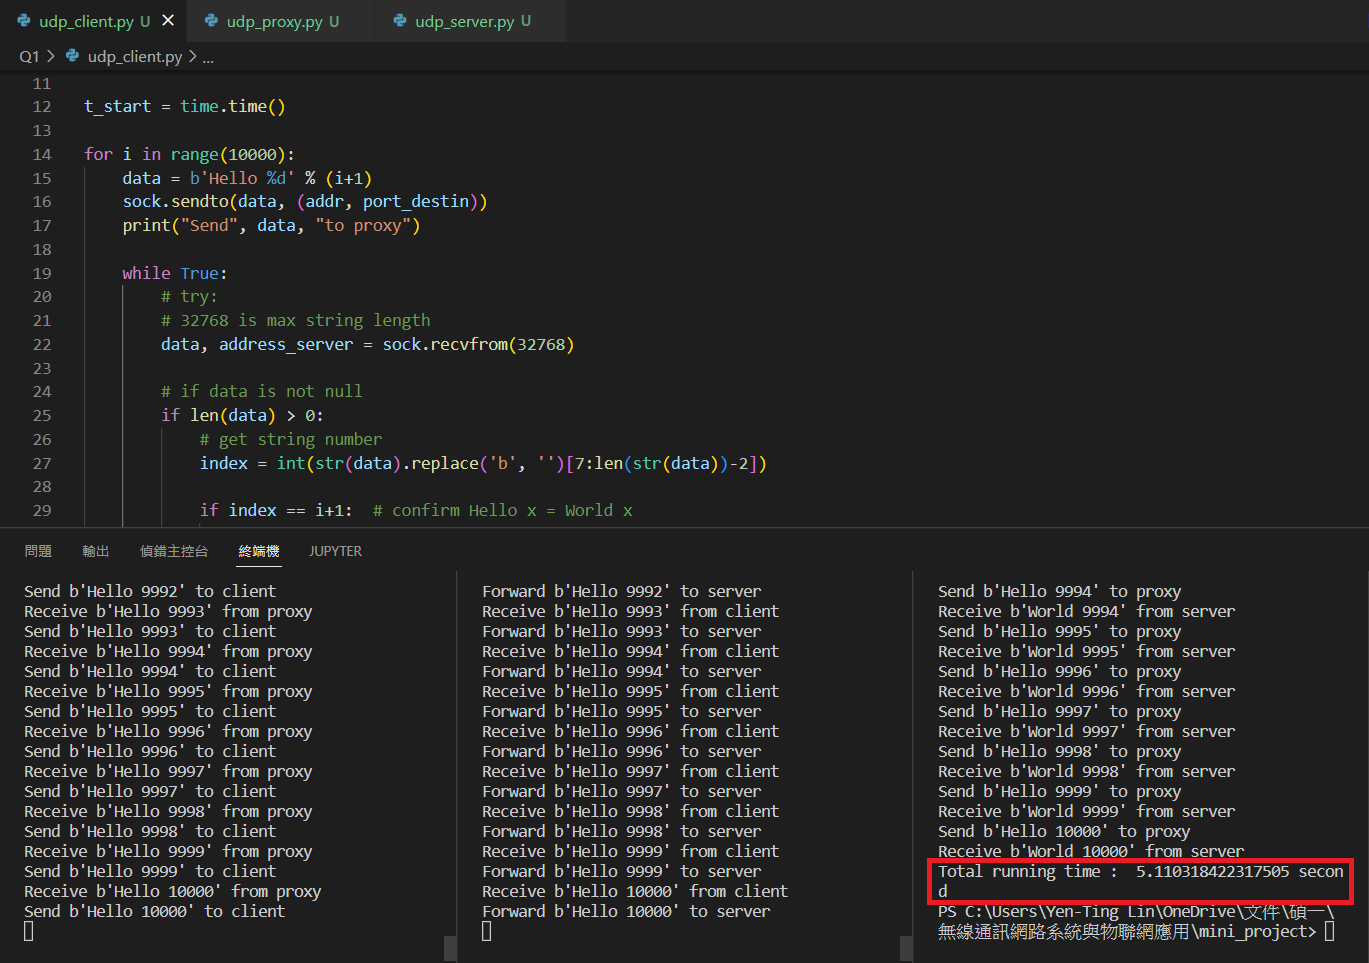 udp_client.py U
udp_proxy.py U
udp_server.py U
Q1 > udp_client.py > ...
11
12 t_start = time.time()
13
14 for i in range(10000):
15 data = b'Hello %d' % (i+1)
16 sock.sendto(data, (addr, port_destin))
17 print("Send", data, "to proxy")
18
19 while True:
20 # try:
21 # 32768 is max string length
22 data, address_server = sock.recvfrom(32768)
23
24 # if data is not null
25 if len(data) > 0:
26 # get string number
27 index = int(str(data).replace('b', '')[7:len(str(data))-2])
28
29 if index == i+1:  # confirm Hello x = World x
問題 輸出 偵錯主控台 終端機 JUPYTER
Send b'Hello 9992' to client
Receive b'Hello 9993' from proxy
Send b'Hello 9993' to client
Receive b'Hello 9994' from proxy
Send b'Hello 9994' to client
Receive b'Hello 9995' from proxy
Send b'Hello 9995' to client
Receive b'Hello 9996' from proxy
Send b'Hello 9996' to client
Receive b'Hello 9997' from proxy
Send b'Hello 9997' to client
Receive b'Hello 9998' from proxy
Send b'Hello 9998' to client
Receive b'Hello 9999' from proxy
Send b'Hello 9999' to client
Receive b'Hello 10000' from proxy
Send b'Hello 10000' to client
Forward b'Hello 9992' to server
Receive b'Hello 9993' from client
Forward b'Hello 9993' to server
Receive b'Hello 9994' from client
Forward b'Hello 9994' to server
Receive b'Hello 9995' from client
Forward b'Hello 9995' to server
Receive b'Hello 9996' from client
Forward b'Hello 9996' to server
Receive b'Hello 9997' from client
Forward b'Hello 9997' to server
Receive b'Hello 9998' from client
Forward b'Hello 9998' to server
Receive b'Hello 9999' from client
Forward b'Hello 9999' to server
Receive b'Hello 10000' from client
Forward b'Hello 10000' to server
Send b'Hello 9994' to proxy
Receive b'World 9994' from server
Send b'Hello 9995' to proxy
Receive b'World 9995' from server
Send b'Hello 9996' to proxy
Receive b'World 9996' from server
Send b'Hello 9997' to proxy
Receive b'World 9997' from server
Send b'Hello 9998' to proxy
Receive b'World 9998' from server
Send b'Hello 9999' to proxy
Receive b'World 9999' from server
Send b'Hello 10000' to proxy
Receive b'World 10000' from server
Total running time :  5.110318422317505 secon
d
PS C:\Users\Yen-Ting Lin\OneDrive\文件\碩一\
無線通訊網路系統與物聯網應用\mini_project>